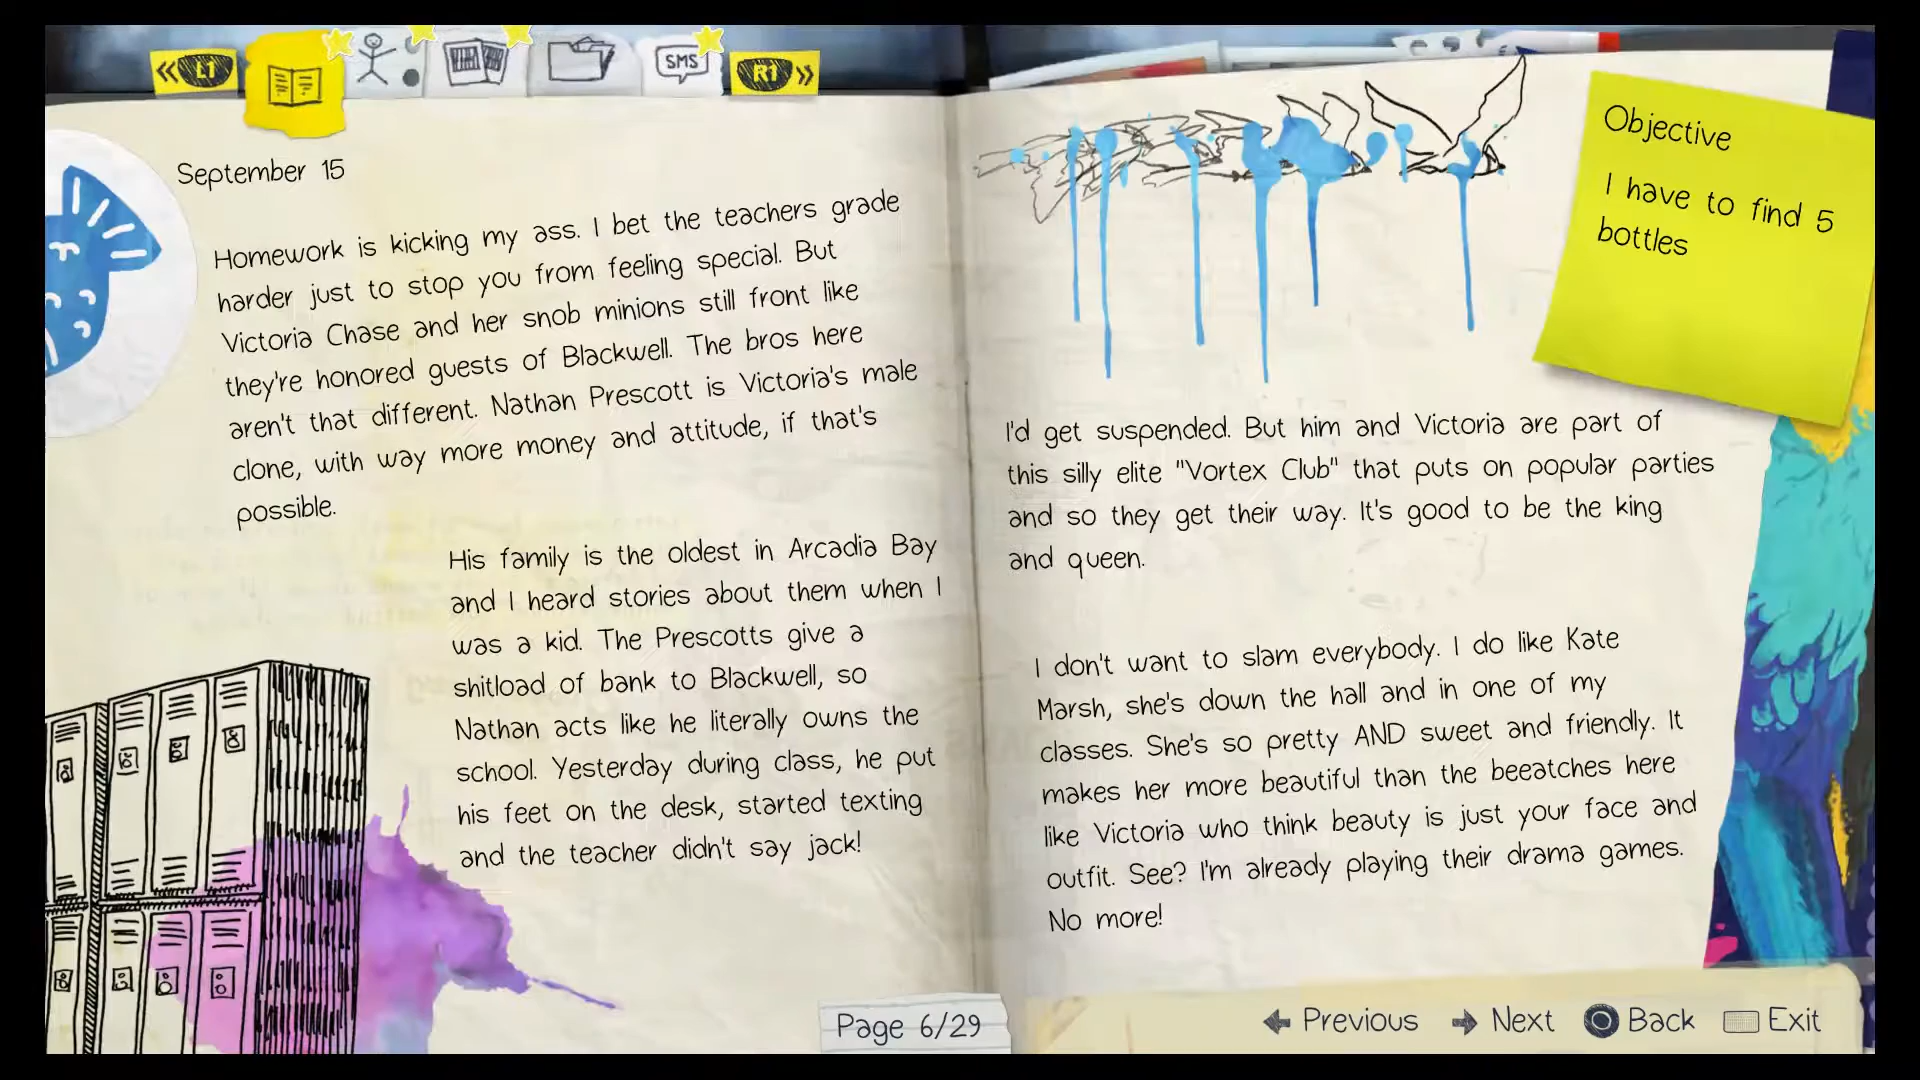 L1
SMS
R1
September 15
Homework is kicking my ass. I bet the teachers grade
harder just to stop you from feeling special. But
Victoria Chase and her snob minions still front like
they're honored guests of Blackwell. The bros here
aren't that different. Nathan Prescott is Victoria's male
clone, with way more money and attitude, if that's
possible.
His family is the oldest in Arcadia Bay
and I heard stories about them when I
was a kid. The Prescotts give a
shitload of bank to Blackwell, so
Nathan acts like he literally owns the
school. Yesterday during class, he put
his feet on the desk, started texting
and the teacher didn't say jack!
I'd get suspended. But him and Victoria are part of
this silly elite "Vortex Club" that puts on popular parties
and so they get their way. It's good to be the king
and queen.
I don't want to slam everybody. I do like Kate
Marsh, she's down the hall and in one of my
classes. She's so pretty AND sweet and friendly. It
makes her more beautiful than the beeatches here
like Victoria who think beauty is just your face and
outfit. See? I'm already playing their drama games.
No more!
Objective
I have to find 5
bottles
Page 6/29
Previous
Next
Back
Exit